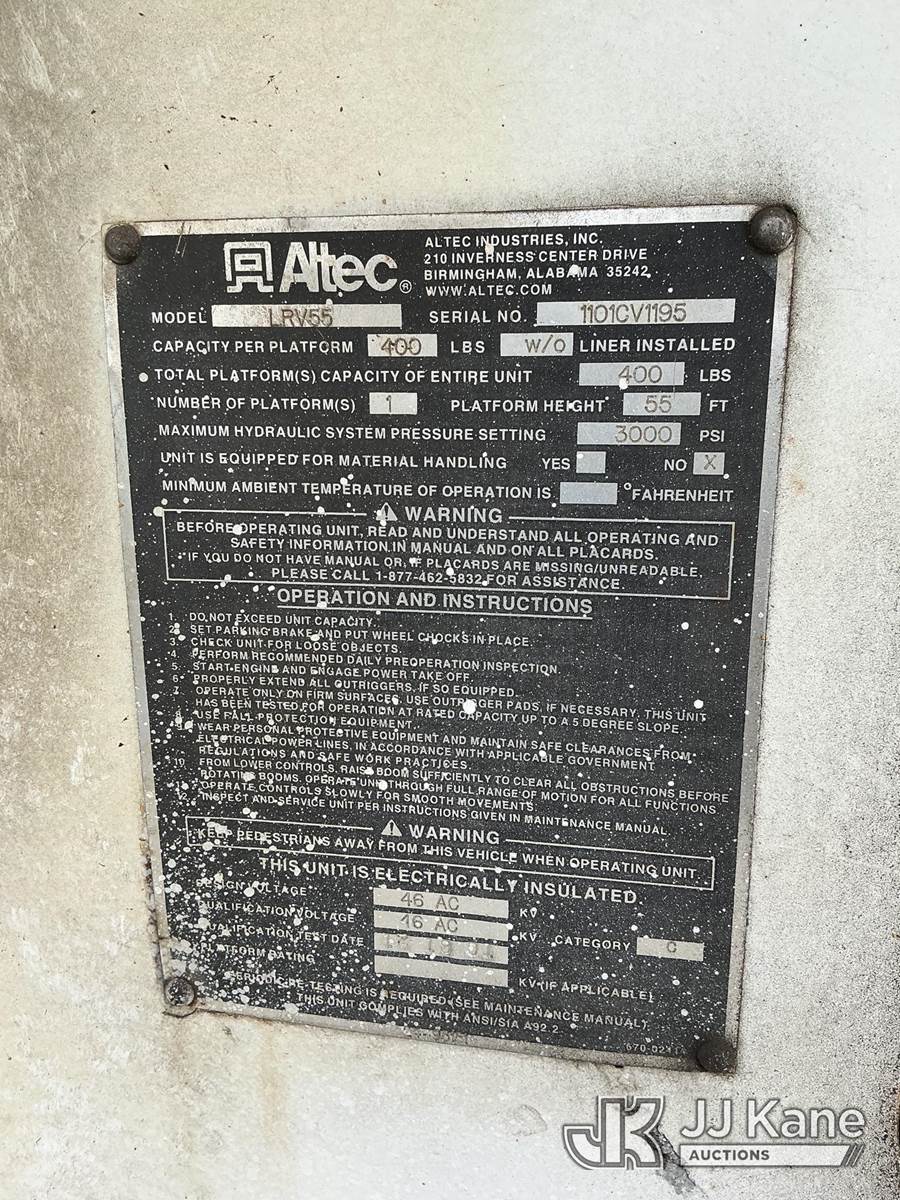 Altec®
ALTEC INDUSTRIES, INC.
210 INVERNESS CENTER DRIVE
BIRMINGHAM, ALABAMA 35242
WWW.ALTEC.COM
MODEL LRV55 SERIAL NO. 1101CV1195
CAPACITY PER PLATFORM 400 LBS W/O LINER INSTALLED
TOTAL PLATFORM(S) CAPACITY OF ENTIRE UNIT 400 LBS
NUMBER OF PLATFORM(S) 1 PLATFORM HEIGHT 55 FT
MAXIMUM HYDRAULIC SYSTEM PRESSURE SETTING 3000 PSI
UNIT IS EQUIPPED FOR MATERIAL HANDLING YES NO X
MINIMUM AMBIENT TEMPERATURE OF OPERATION IS °FAHRENHEIT
WARNING
BEFORE OPERATING UNIT, READ AND UNDERSTAND ALL OPERATING AND
SAFETY INFORMATION IN MANUAL AND ON ALL PLACARDS.
IF YOU DO NOT HAVE MANUAL OR, IF PLACARDS ARE MISSING/UNREADABLE,
PLEASE CALL 1-877-462-5832 FOR ASSISTANCE.
OPERATION AND INSTRUCTIONS
1. DO NOT EXCEED UNIT CAPACITY.
2. SET PARKING BRAKE AND PUT WHEEL CHOCKS IN PLACE.
3. CHECK UNIT FOR LOOSE OBJECTS.
4. PERFORM RECOMMENDED DAILY PREOPERATION INSPECTION.
5. START ENGINE AND ENGAGE POWER TAKE OFF.
6. PROPERLY EXTEND ALL OUTRIGGERS, IF SO EQUIPPED.
7. OPERATE ONLY ON FIRM SURFACES, USE OUTRIGGER PADS, IF NECESSARY. THIS UNIT
HAS BEEN TESTED FOR OPERATION AT RATED CAPACITY UP TO A 5 DEGREE SLOPE.
8. USE FALL PROTECTION EQUIPMENT.
9. WEAR PERSONAL PROTECTIVE EQUIPMENT AND MAINTAIN SAFE CLEARANCES FROM
ELECTRICAL POWER LINES, IN ACCORDANCE WITH APPLICABLE GOVERNMENT
REGULATIONS AND SAFE WORK PRACTICES.
10. FROM LOWER CONTROLS, RAISE BOOM SUFFICIENTLY TO CLEAR ALL OBSTRUCTIONS BEFORE
ROTATING BOOMS. OPERATE UNIT THROUGH FULL RANGE OF MOTION FOR ALL FUNCTIONS
11. OPERATE CONTROLS SLOWLY FOR SMOOTH MOVEMENTS.
12. INSPECT AND SERVICE UNIT PER INSTRUCTIONS GIVEN IN MAINTENANCE MANUAL.
WARNING
KEEP PEDESTRIANS AWAY FROM THIS VEHICLE WHEN OPERATING UNIT.
THIS UNIT IS ELECTRICALLY INSULATED
DESIGN VOLTAGE 46 AC KV
QUALIFICATION VOLTAGE 46 AC KV CATEGORY C
QUALIFICATION TEST DATE
PLATFORM RATING KV (IF APPLICABLE)
PERIODIC RE-TESTING IS REQUIRED (SEE MAINTENANCE MANUAL)
THIS UNIT COMPLIES WITH ANSI/SIA A92.2
JK JJ Kane
AUCTIONS